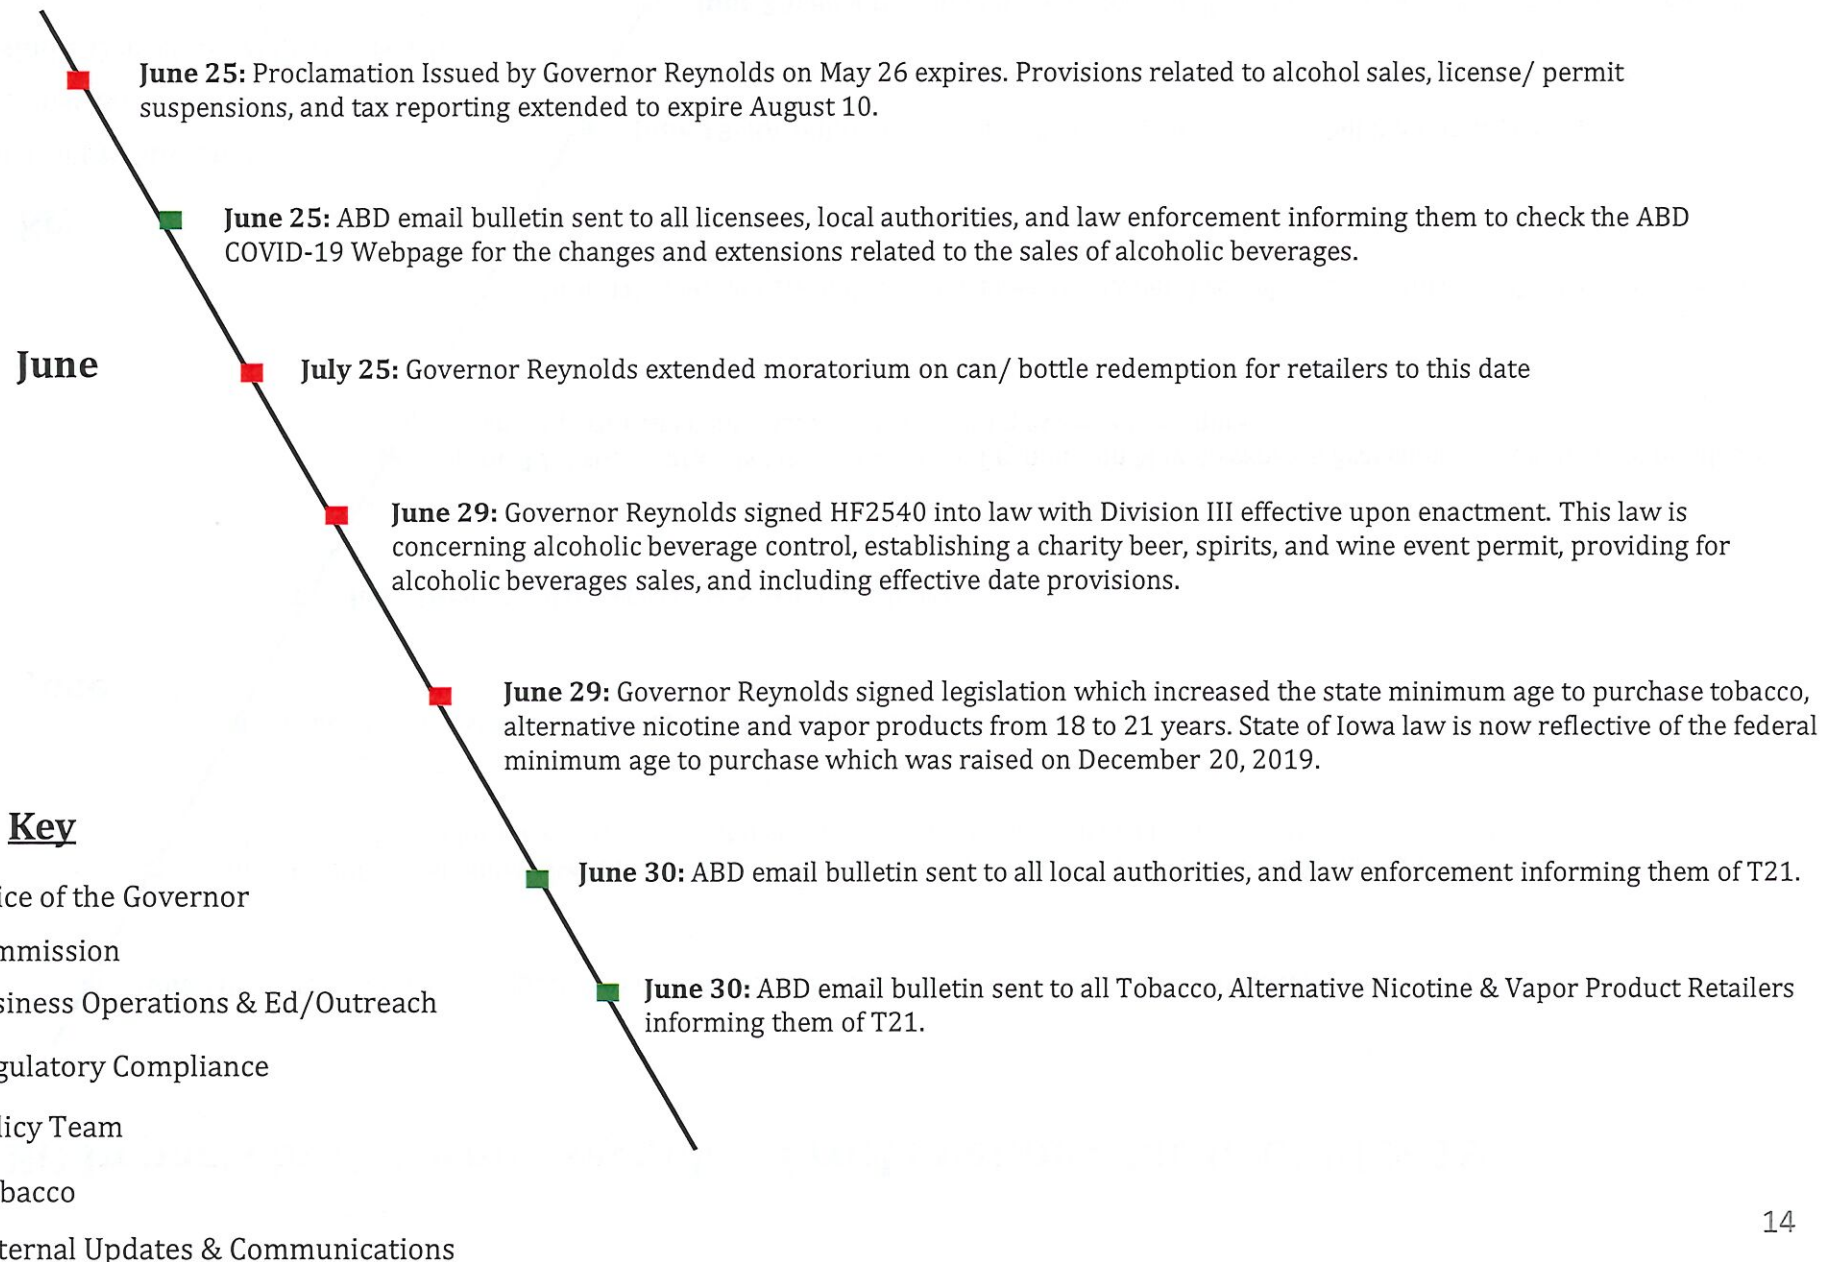 June 25: Proclamation Issued by Governor Reynolds on May 26 expires. Provisions related to alcohol sales, license/ permit
suspensions, and tax reporting extended to expire August 10.
June 25: ABD email bulletin sent to all licensees, local authorities, and law enforcement informing them to check the ABD
COVID-19 Webpage for the changes and extensions related to the sales of alcoholic beverages.
June
July 25: Governor Reynolds extended moratorium on can/ bottle redemption for retailers to this date
June 29: Governor Reynolds signed HF2540 into law with Division III effective upon enactment. This law is
concerning alcoholic beverage control, establishing a charity beer, spirits, and wine event permit, providing for
alcoholic beverages sales, and including effective date provisions.
June 29: Governor Reynolds signed legislation which increased the state minimum age to purchase tobacco,
alternative nicotine and vapor products from 18 to 21 years. State of Iowa law is now reflective of the federal
minimum age to purchase which was raised on December 20, 2019.
Key
June 30: ABD email bulletin sent to all local authorities, and law enforcement informing them of T21.
ice of the Governor
mmission
siness Operations & Ed/Outreach
June 30: ABD email bulletin sent to all Tobacco, Alternative Nicotine & Vapor Product Retailers
informing them of T21.
gulatory Compliance
licy Team
bacco
ternal Updates & Communications
14